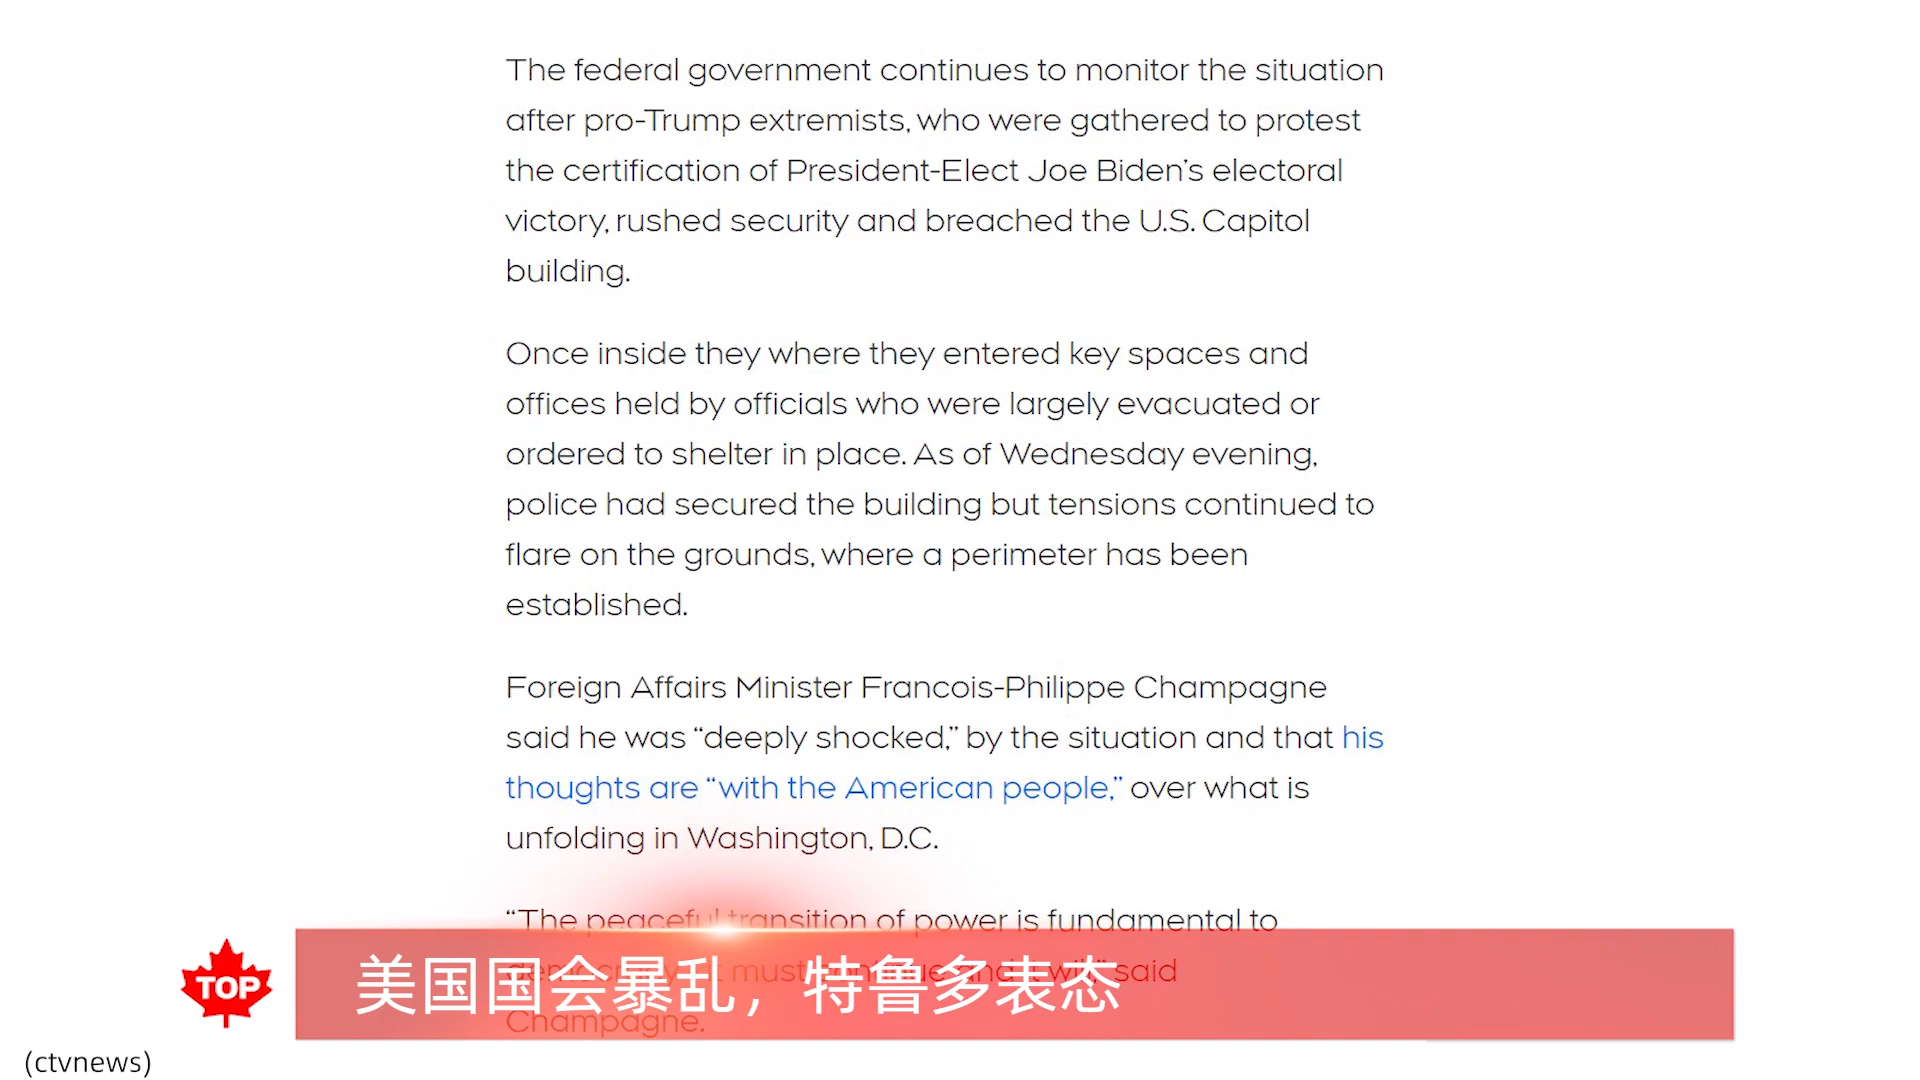 The federal government continues to monitor the situation
after pro-Trump extremists, who were gathered to protest
the certification of President-Elect Joe Biden’s electoral
victory, rushed security and breached the U.S. Capitol
building.
Once inside they where they entered key spaces and
offices held by officials who were largely evacuated or
ordered to shelter in place. As of Wednesday evening,
police had secured the building but tensions continued to
flare on the grounds, where a perimeter has been
established.
Foreign Affairs Minister Francois-Philippe Champagne
said he was “deeply shocked,” by the situation and that his
thoughts are “with the American people,” over what is
unfolding in Washington, D.C.
“The peaceful transition of power is fundamental to
must and said
Champagne.
TOP
美国国会暴乱，特鲁多表态
(ctvnews)